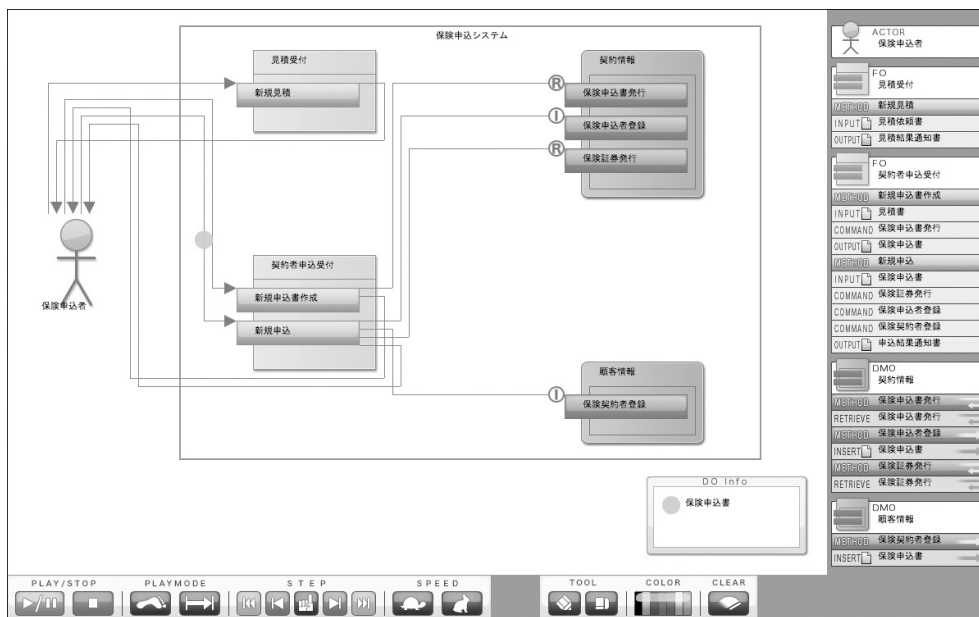 保険申込システム
見積受付
新規見積
契約情報
R
保険申込書発行
I
保険申込者登録
R
保険証券発行
保険申込者
契約者申込受付
新規申込書作成
新規申込
顧客情報
I
保険契約者登録
DO Info
保険申込書
ACTOR
保険申込者
FO
見積受付
METHOD 新規見積
INPUT 見積依頼書
OUTPUT 見積結果通知書
FO
契約者申込受付
METHOD 新規申込書作成
INPUT 見積書
COMMAND 保険申込書発行
OUTPUT 保険申込書
METHOD 新規申込
INPUT 保険申込書
COMMAND 保険証券発行
COMMAND 保険申込者登録
COMMAND 保険契約者登録
OUTPUT 申込結果通知書
DMO
契約情報
METHOD 保険申込書発行
RETRIEVE 保険申込書発行
METHOD 保険申込者登録
INSERT 保険申込書
METHOD 保険証券発行
RETRIEVE 保険証券発行
DMO
顧客情報
METHOD 保険契約者登録
INSERT 保険申込書
PLAY/STOP PLAYMODE STEP SPEED TOOL COLOR CLEAR